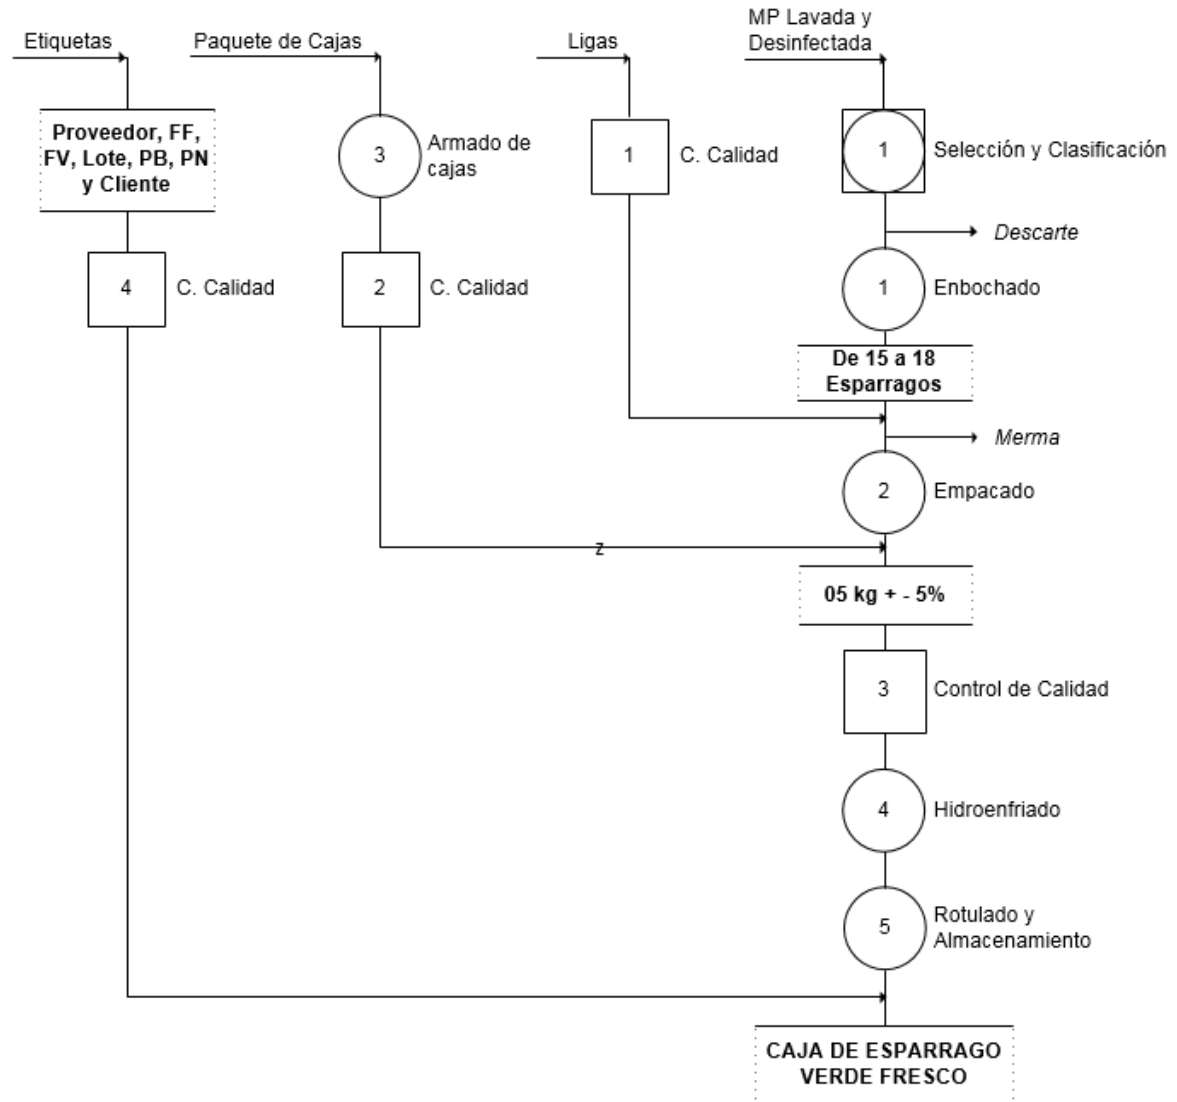 Etiquetas
Paquete de Cajas
Ligas
MP Lavada y
Desinfectada
Proveedor, FF,
FV, Lote, PB, PN
y Cliente
3
Armado de
cajas
1
C. Calidad
1
Selección y Clasificación
Descarte
4
C. Calidad
2
C. Calidad
1
Enbochado
De 15 a 18
Esparragos
Merma
2
Empacado
z
05 kg + - 5%
3
Control de Calidad
4
Hidroenfriado
5
Rotulado y
Almacenamiento
CAJA DE ESPARRAGO
VERDE FRESCO